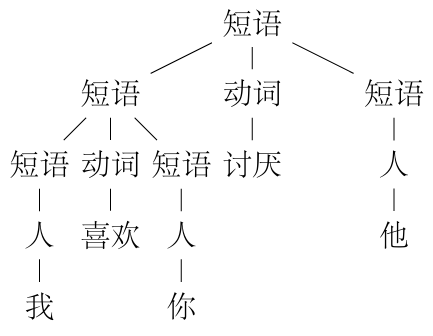 短语
短语 动词 短语
短语 动词 短语 讨厌 人
人 喜欢 人 他
我 你